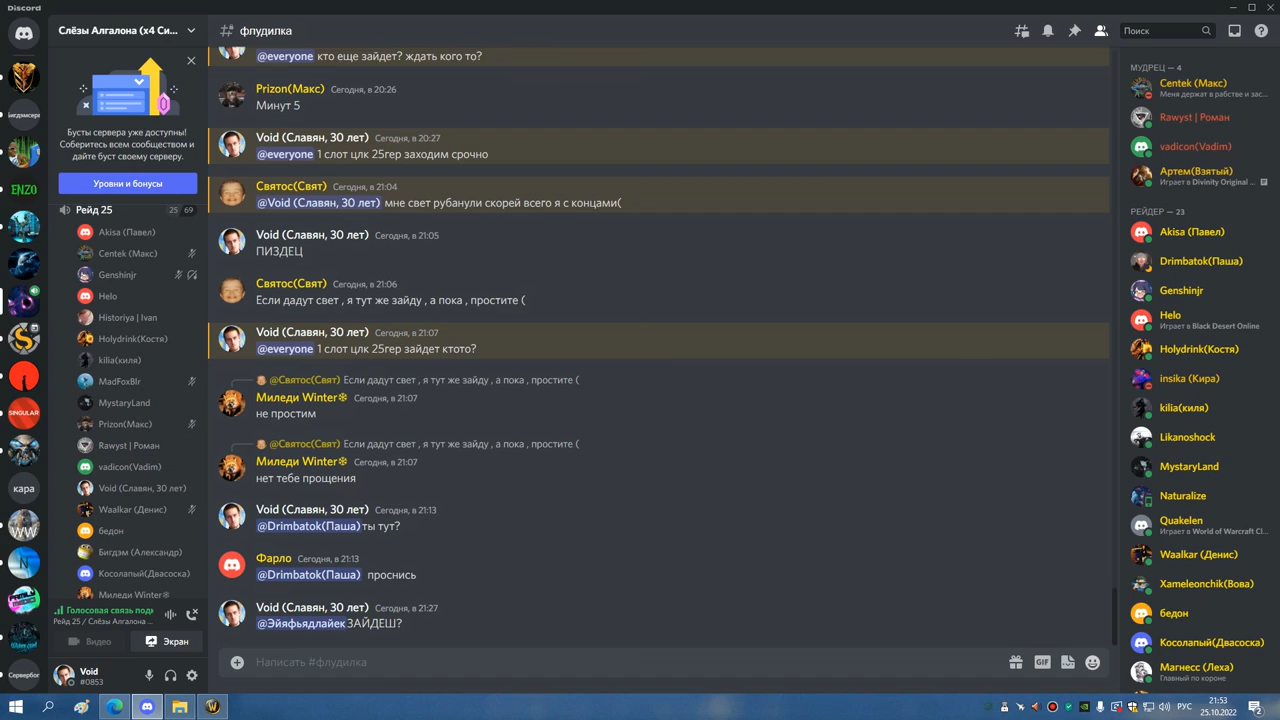 Discord
Слёзы Алгалона (x4 Си...
флудилка
Поиск
Бусты сервера уже доступны!
Соберитесь всем сообществом и
дайте буст своему серверу.
Уровни и бонусы
Рейд 25
25 69
Akisa (Павел)
Centek (Макс)
Genshinjr
Helo
Historiya | Ivan
Holydrink(Костя)
kilia(киля)
MadFoxBlr
MystaryLand
Prizon(Макс)
Rawyst | Роман
vadicon(Vadim)
Void (Славян, 30 лет)
Waalkar (Денис)
бедон
Бигдэм (Александр)
Косолапый(Двасоска)
Миледи Winter❄
Голосовая связь подк
Рейд 25 / Слёзы Алгалона ...
Видео
Экран
Void
#0853
бигдэмсере
ENZO
SINGULAR
кара
WW
Сервербог
@everyone кто еще зайдет? ждать кого то?
Prizon(Макс) Сегодня, в 20:26
Минут 5
Void (Славян, 30 лет) Сегодня, в 20:27
@everyone 1 слот цлк 25гер заходим срочно
Святос(Свят) Сегодня, в 21:04
@Void (Славян, 30 лет) мне свет рубанули скорей всего я с концами(
Void (Славян, 30 лет) Сегодня, в 21:05
ПИЗДЕЦ
Святос(Свят) Сегодня, в 21:06
Если дадут свет , я тут же зайду , а пока , простите (
Void (Славян, 30 лет) Сегодня, в 21:07
@everyone 1 слот цлк 25гер зайдет ктото?
@Святос(Свят) Если дадут свет , я тут же зайду , а пока , простите (
Миледи Winter❄ Сегодня, в 21:07
не простим
@Святос(Свят) Если дадут свет , я тут же зайду , а пока , простите (
Миледи Winter❄ Сегодня, в 21:07
нет тебе прощения
Void (Славян, 30 лет) Сегодня, в 21:13
@Drimbatok(Паша) ты тут?
Фарло Сегодня, в 21:13
@Drimbatok(Паша) проснись
Void (Славян, 30 лет) Сегодня, в 21:27
@Эйяфьядлайек ЗАЙДЕШ?
Написать #флудилка
GIF
МУДРЕЦ — 4
Centek (Макс)
Меня держат в рабстве и зас...
Rawyst | Роман
vadicon(Vadim)
Артем(Взятый)
Играет в Divinity Original ...
РЕЙДЕР — 23
Akisa (Павел)
Drimbatok(Паша)
Genshinjr
Helo
Играет в Black Desert Online
Holydrink(Костя)
insika (Кира)
kilia(киля)
Likanoshock
MystaryLand
Naturalize
Quakelen
Играет в World of Warcraft Cl...
Waalkar (Денис)
Xameleonchik(Вова)
бедон
Косолапый(Двасоска)
Магнесс (Леха)
Главный по короне
РУС
21:53
25.10.2022
2